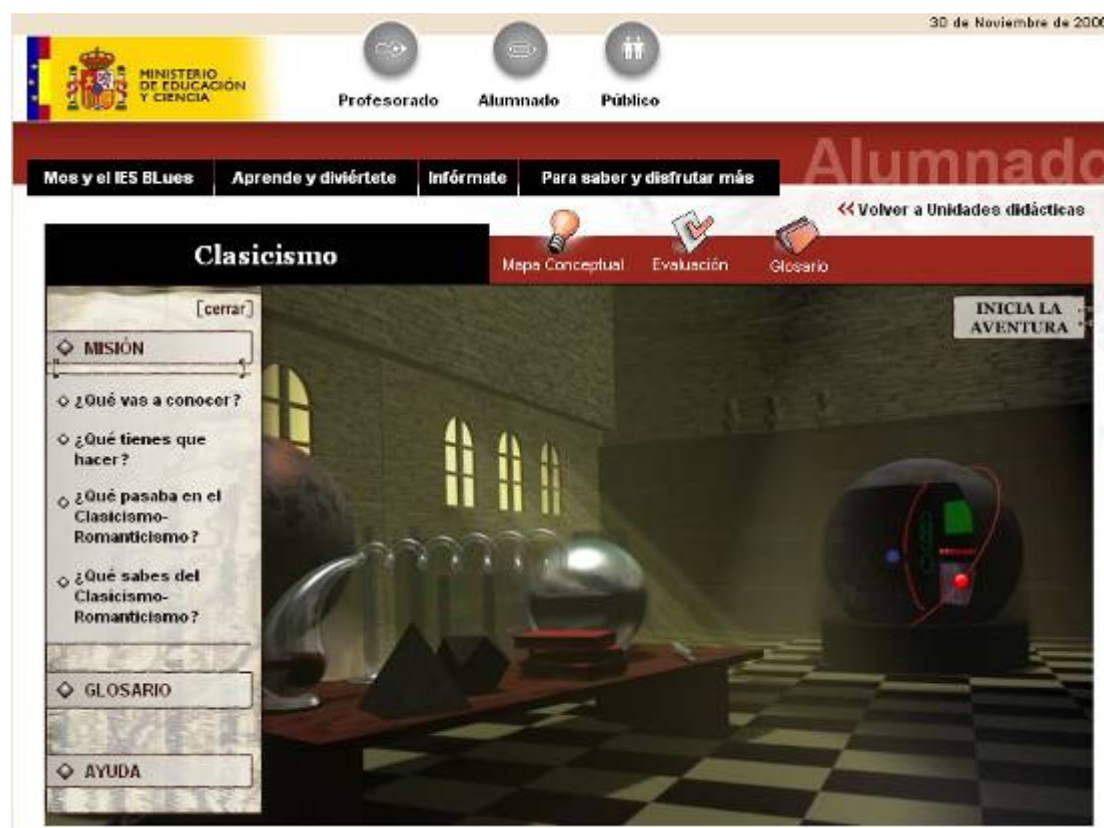 30 de Noviembre de 200
MINISTERIO
DE EDUCACIÓN
Y CIENCIA
Profesorado Alumnado Público
Alumnado
Mos y el IES BLues Aprende y diviértete Infórmate Para saber y disfrutar más
<< Volver a Unidades didácticas
Clasicismo
Mapa Conceptual Evaluación Glosario
[cerrar]
INICIA LA
AVENTURA
MISIÓN
¿Qué vas a conocer?
¿Qué tienes que
hacer?
¿Qué pasaba en el
Clasicismo-
Romanticismo?
¿Qué sabes del
Clasicismo-
Romanticismo?
GLOSARIO
AYUDA